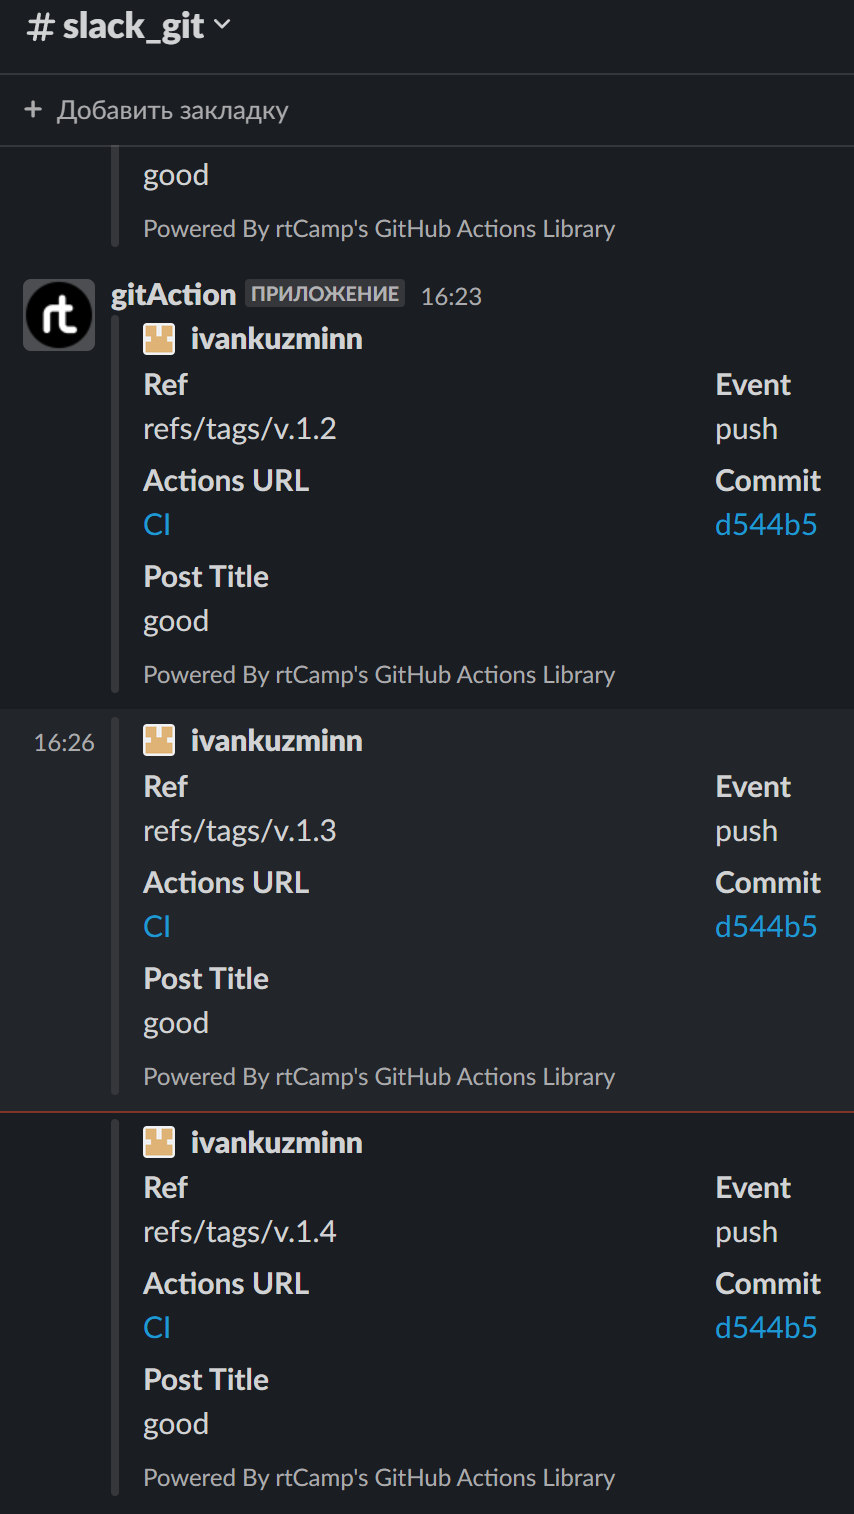 # slack_git
+ Добавить закладку
good
Powered By rtCamp's GitHub Actions Library
rt
gitAction ПРИЛОЖЕНИЕ 16:23
ivankuzminn
Ref Event
refs/tags/v.1.2 push
Actions URL Commit
CI d544b5
Post Title
good
Powered By rtCamp's GitHub Actions Library
16:26 ivankuzminn
Ref Event
refs/tags/v.1.3 push
Actions URL Commit
CI d544b5
Post Title
good
Powered By rtCamp's GitHub Actions Library
ivankuzminn
Ref Event
refs/tags/v.1.4 push
Actions URL Commit
CI d544b5
Post Title
good
Powered By rtCamp's GitHub Actions Library